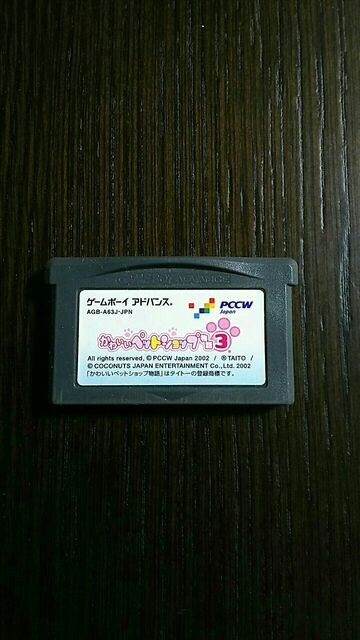 ゲームボーイ アドバンス®
AGB-A63J-JPN
PCCW
Japan
かわいいペットショップ物語3
All rights reserved, ©PCCW Japan 2002 / ®TAITO /
© COCONUTS JAPAN ENTERTAINMENT Co.,Ltd. 2002
「かわいいペットショップ物語」はタイトーの登録商標です。